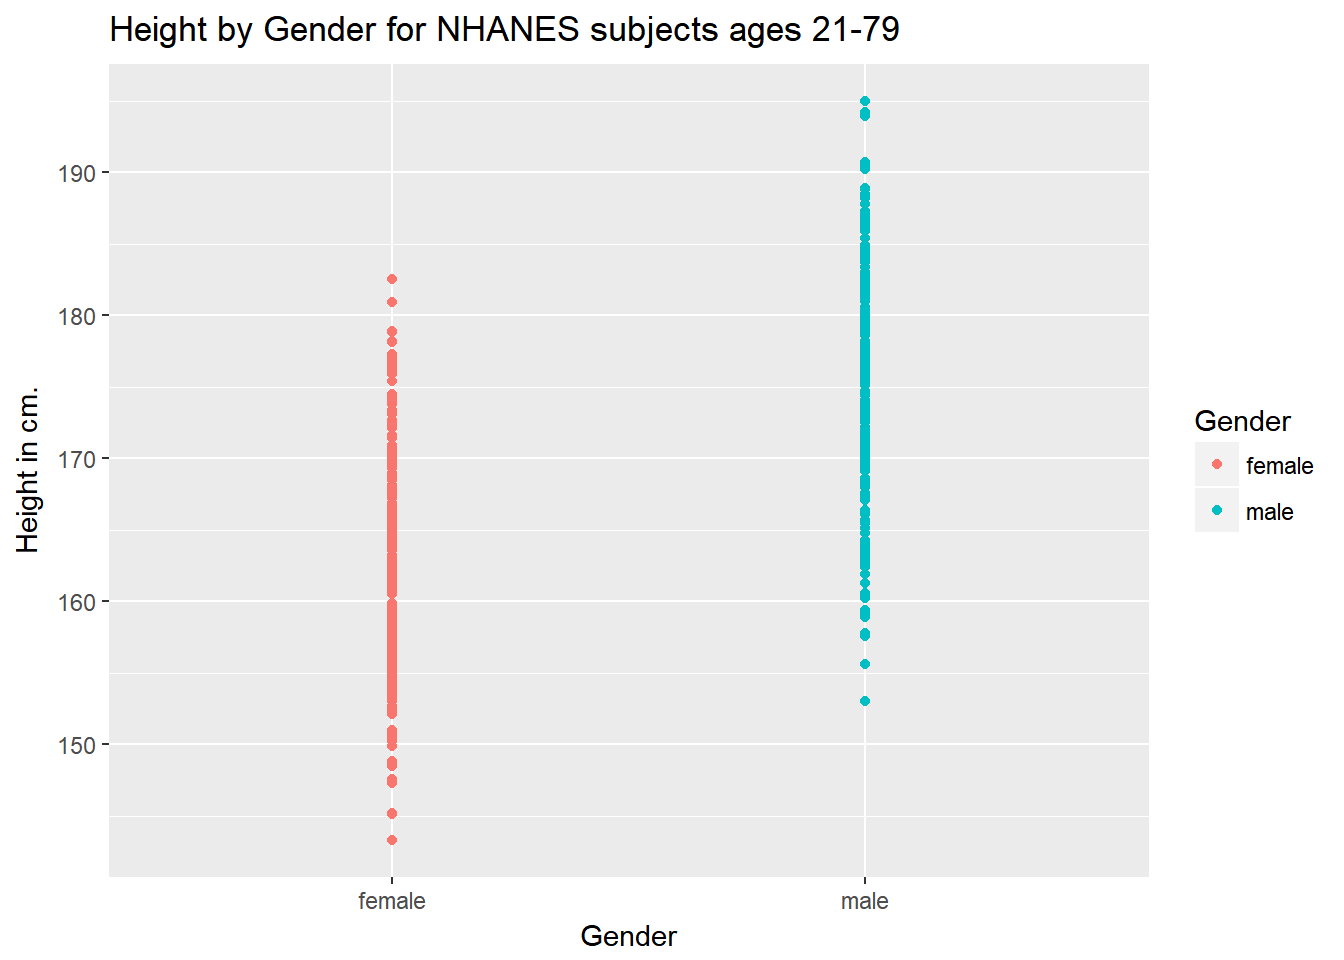 Height by Gender for NHANES subjects ages 21-79
Height in cm.
190
180
170
160
150
female
male
Gender
Gender
female
male